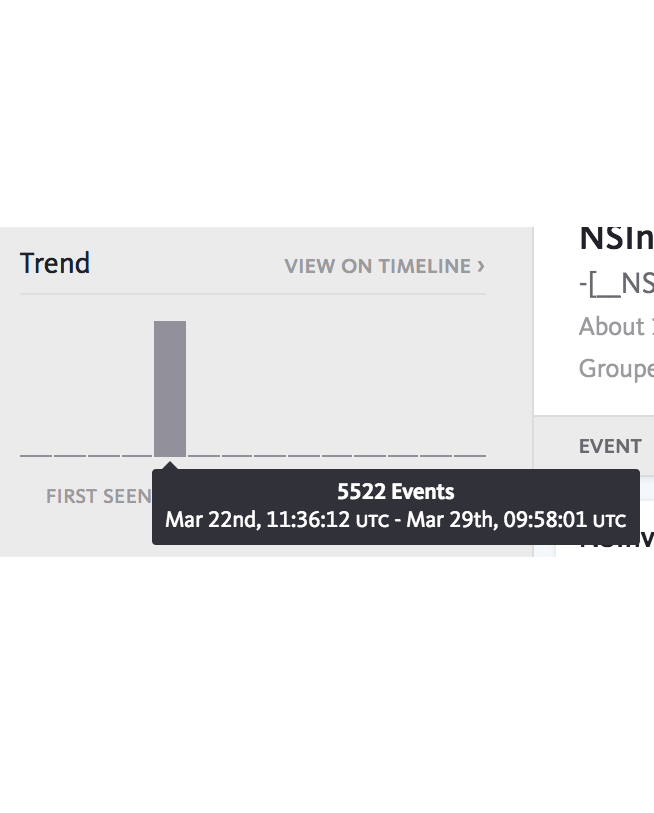 Trend
VIEW ON TIMELINE ›
FIRST SEEN
5522 Events
Mar 22nd, 11:36:12 UTC - Mar 29th, 09:58:01 UTC
NSIn
-[__NS
About
Groupe
EVENT